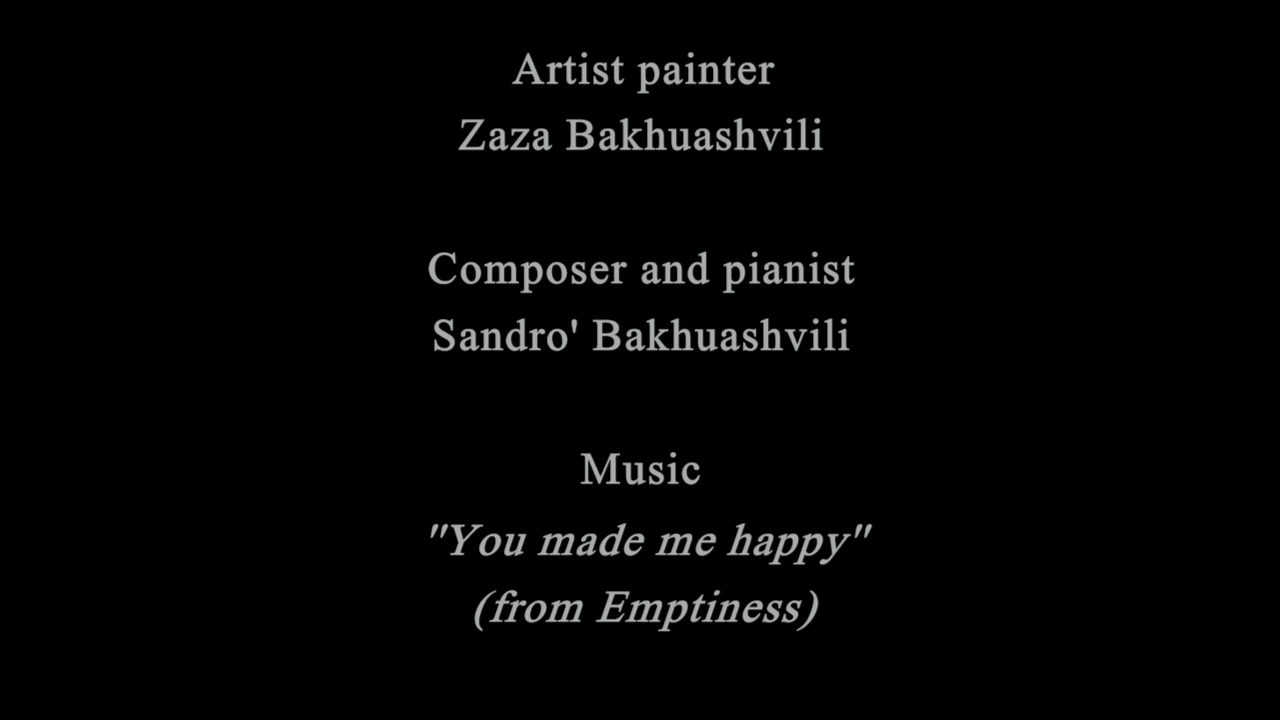 Artist painter
Zaza Bakhuashvili
Composer and pianist
Sandro' Bakhuashvili
Music
"You made me happy"
(from Emptiness)